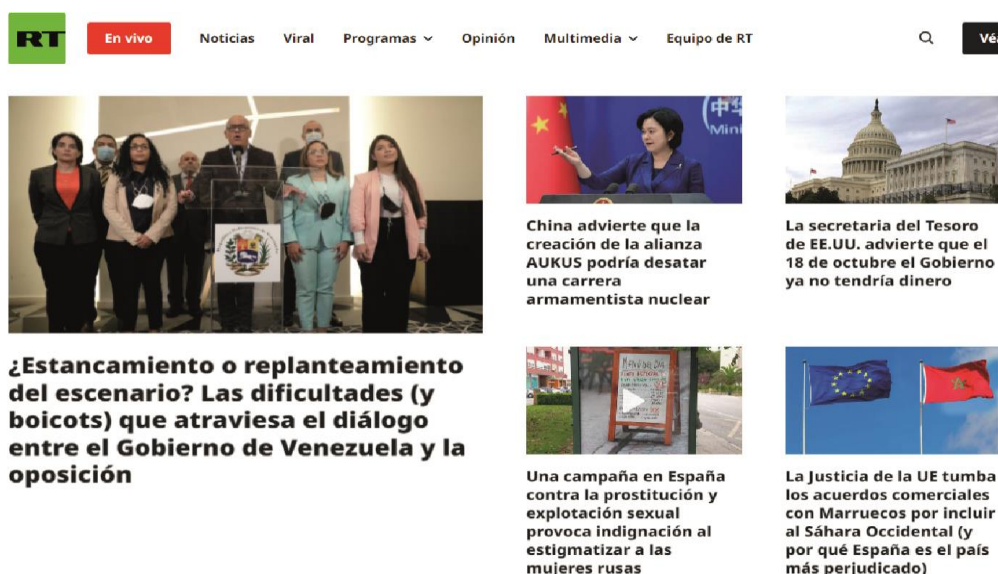 RT
En vivo
Noticias
Viral
Programas
Opinión
Multimedia
Equipo de RT
¿Estancamiento o replanteamiento
del escenario? Las dificultades (y
boicots) que atraviesa el diálogo
entre el Gobierno de Venezuela y la
oposición
China advierte que la
creación de la alianza
AUKUS podría desatar
una carrera
armamentista nuclear
La secretaria del Tesoro
de EE.UU. advierte que el
18 de octubre el Gobierno
ya no tendría dinero
Una campaña en España
contra la prostitución y
explotación sexual
provoca indignación al
estigmatizar a las
mujeres rusas
La Justicia de la UE tumba
los acuerdos comerciales
con Marruecos por incluir
al Sáhara Occidental (y
por qué España es el país
más perjudicado)